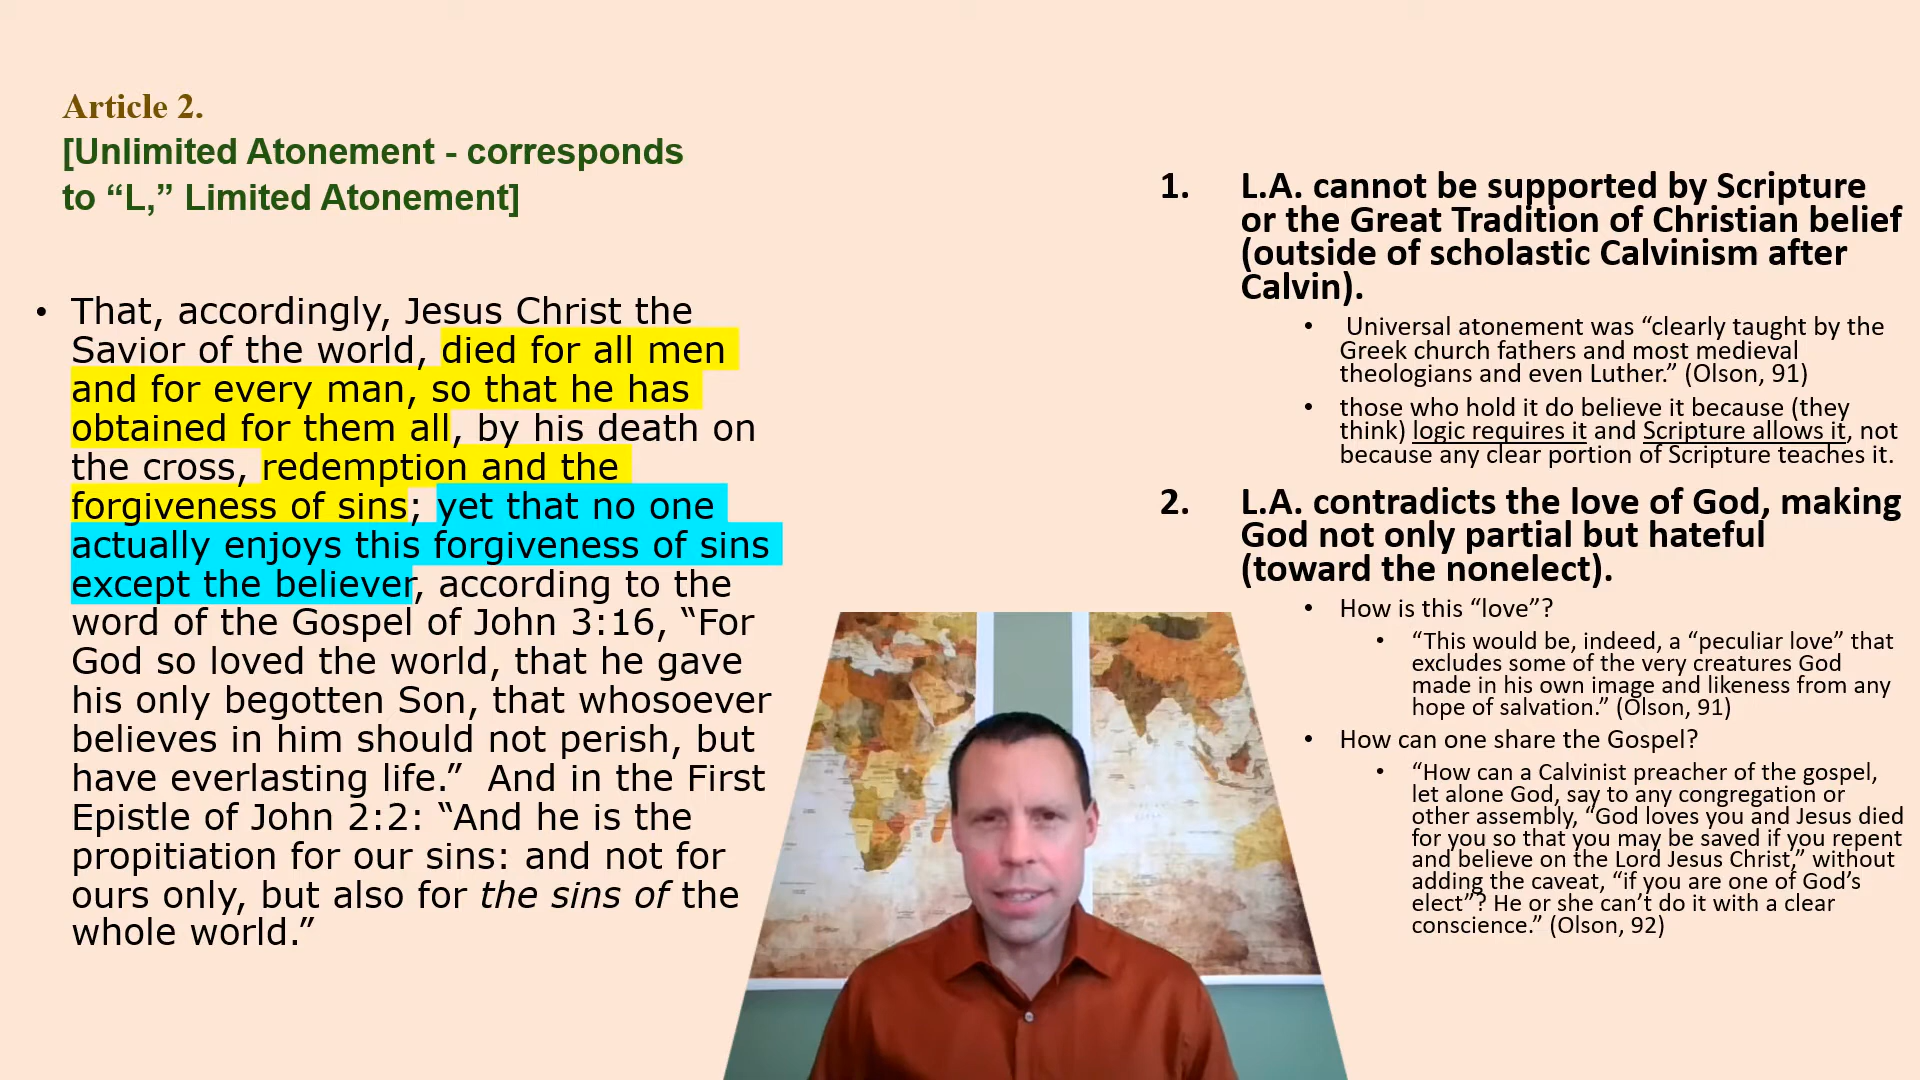 Article 2.
[Unlimited Atonement - corresponds
to “L,” Limited Atonement]
• That, accordingly, Jesus Christ the
Savior of the world, died for all men
and for every man, so that he has
obtained for them all, by his death on
the cross, redemption and the
forgiveness of sins; yet that no one
actually enjoys this forgiveness of sins
except the believer, according to the
word of the Gospel of John 3:16, “For
God so loved the world, that he gave
his only begotten Son, that whosoever
believes in him should not perish, but
have everlasting life.” And in the First
Epistle of John 2:2: “And he is the
propitiation for our sins: and not for
ours only, but also for the sins of the
whole world.”
1. L.A. cannot be supported by Scripture
or the Great Tradition of Christian belief
(outside of scholastic Calvinism after
Calvin).
• Universal atonement was “clearly taught by the
Greek church fathers and most medieval
theologians and even Luther.” (Olson, 91)
• those who hold it do believe it because (they
think) logic requires it and Scripture allows it, not
because any clear portion of Scripture teaches it.
2. L.A. contradicts the love of God, making
God not only partial but hateful
(toward the nonelect).
• How is this “love”?
• “This would be, indeed, a “peculiar love” that
excludes some of the very creatures God
made in his own image and likeness from any
hope of salvation.” (Olson, 91)
• How can one share the Gospel?
• “How can a Calvinist preacher of the gospel,
let alone God, say to any congregation or
other assembly, “God loves you and Jesus died
for you so that you may be saved if you repent
and believe on the Lord Jesus Christ,” without
adding the caveat, “if you are one of God’s
elect”? He or she can’t do it with a clear
conscience.” (Olson, 92)